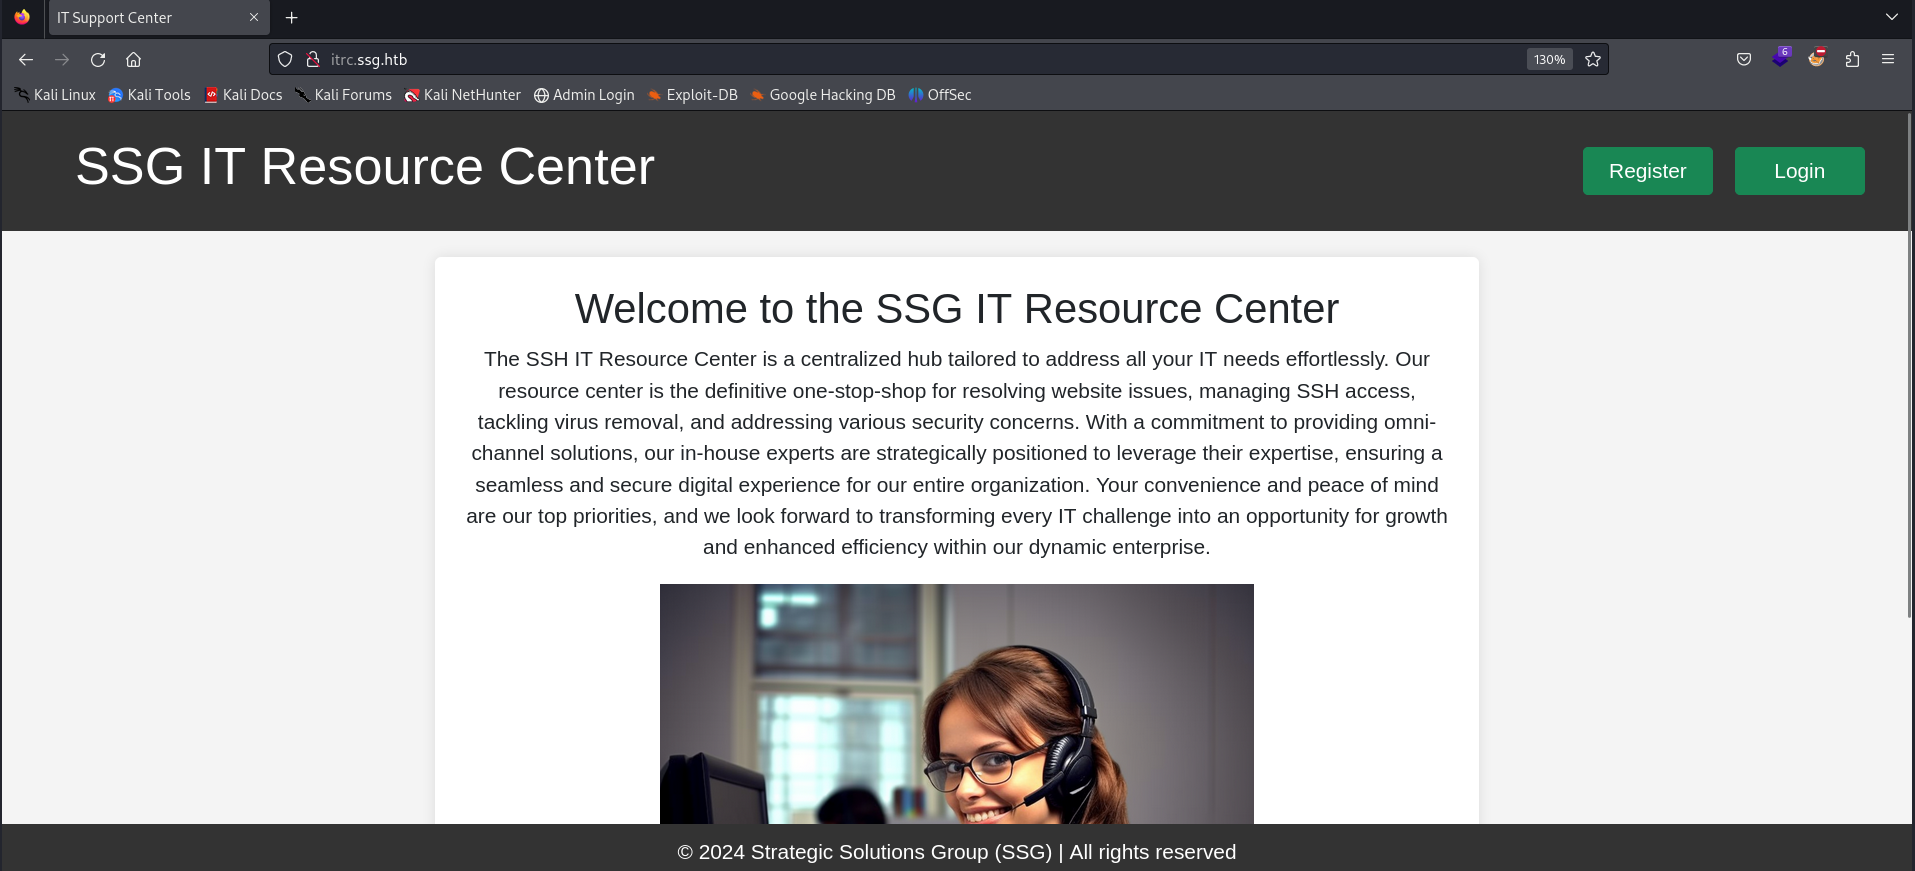 IT Support Center
itrc.ssg.htb
130%
6
Kali Linux Kali Tools Kali Docs Kali Forums Kali NetHunter Admin Login Exploit-DB Google Hacking DB OffSec
SSG IT Resource Center
Register Login
Welcome to the SSG IT Resource Center
The SSH IT Resource Center is a centralized hub tailored to address all your IT needs effortlessly. Our
resource center is the definitive one-stop-shop for resolving website issues, managing SSH access,
tackling virus removal, and addressing various security concerns. With a commitment to providing omni-
channel solutions, our in-house experts are strategically positioned to leverage their expertise, ensuring a
seamless and secure digital experience for our entire organization. Your convenience and peace of mind
are our top priorities, and we look forward to transforming every IT challenge into an opportunity for growth
and enhanced efficiency within our dynamic enterprise.
© 2024 Strategic Solutions Group (SSG) | All rights reserved